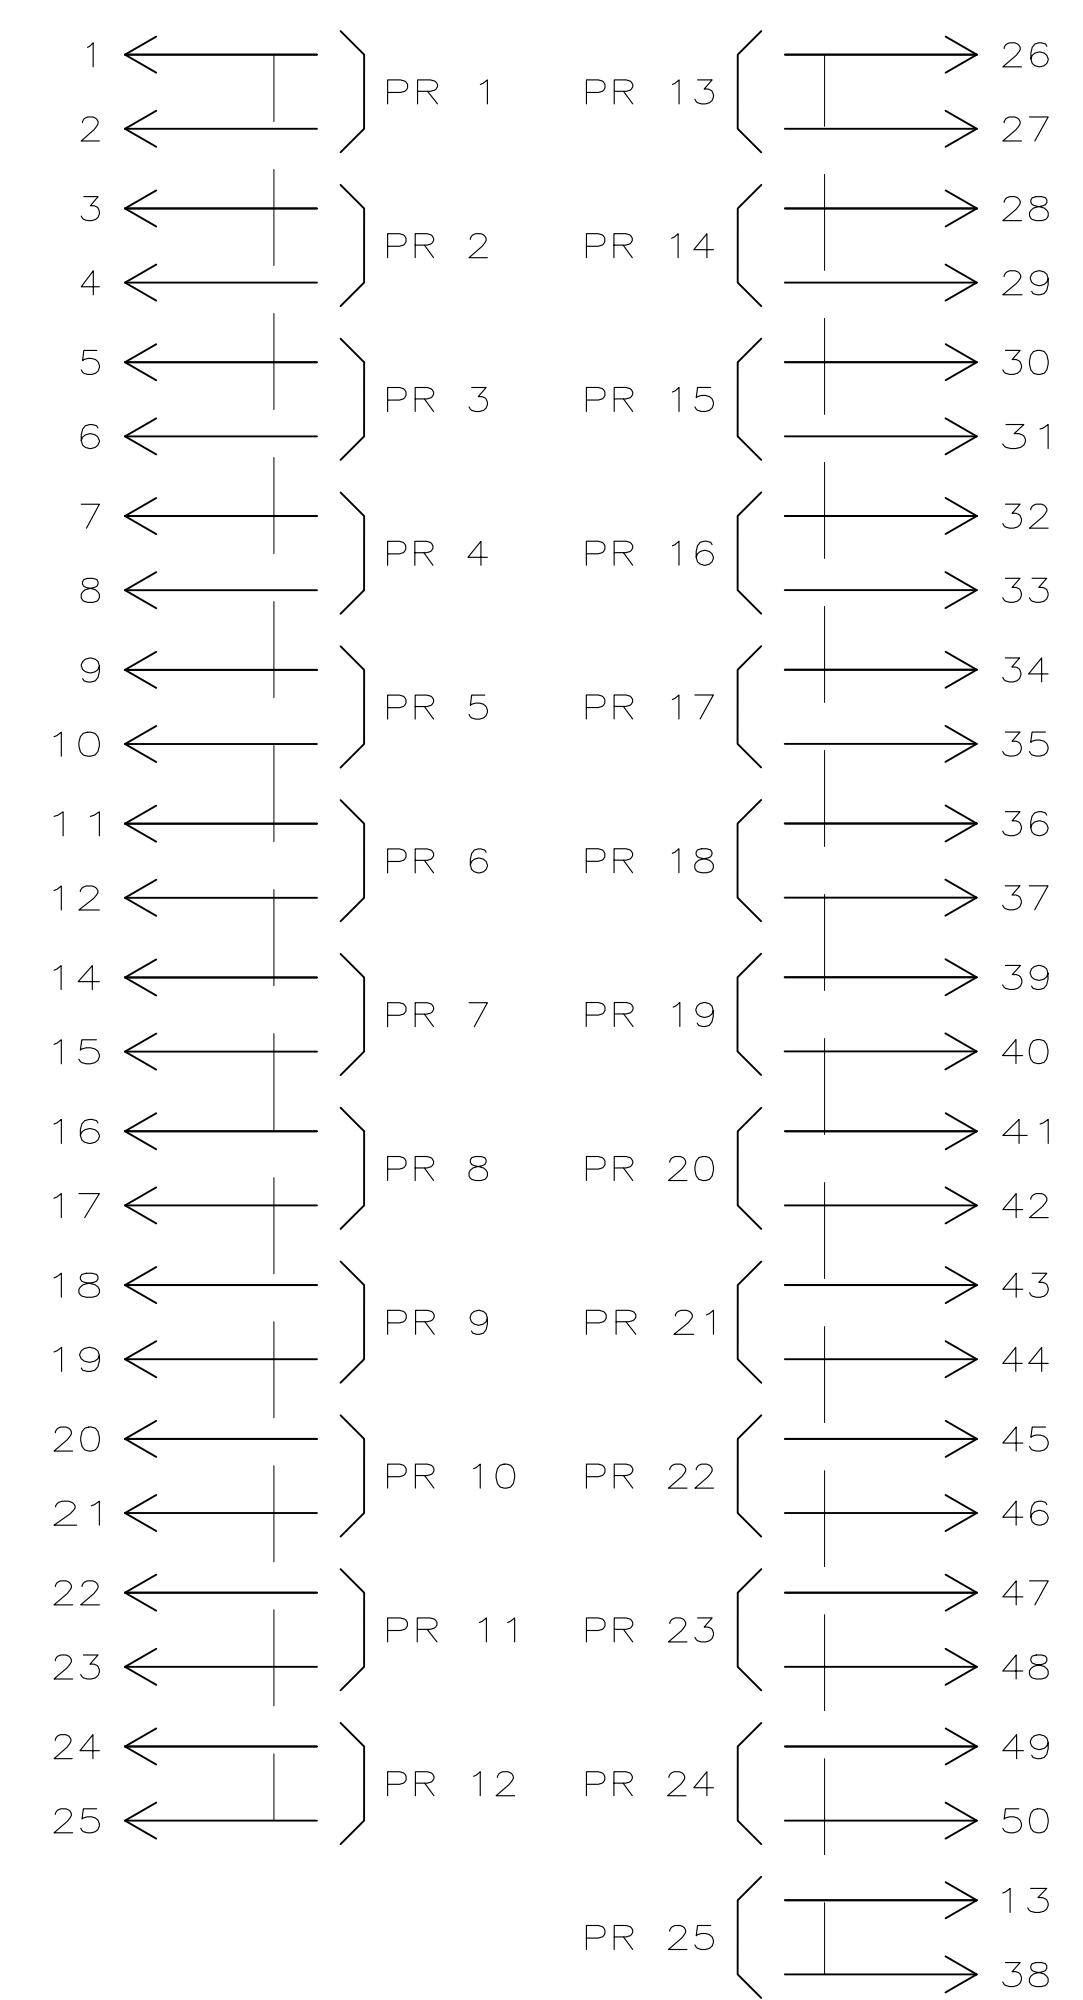 1 26
PR 1 PR 13
2 27
3 28
PR 2 PR 14
4 29
5 30
PR 3 PR 15
6 31
7 32
PR 4 PR 16
8 33
9 34
PR 5 PR 17
10 35
11 36
PR 6 PR 18
12 37
14 39
PR 7 PR 19
15 40
16 41
PR 8 PR 20
17 42
18 43
PR 9 PR 21
19 44
20 45
PR 10 PR 22
21 46
22 47
PR 11 PR 23
23 48
24 49
PR 12 PR 24
25 50
13
PR 25
38